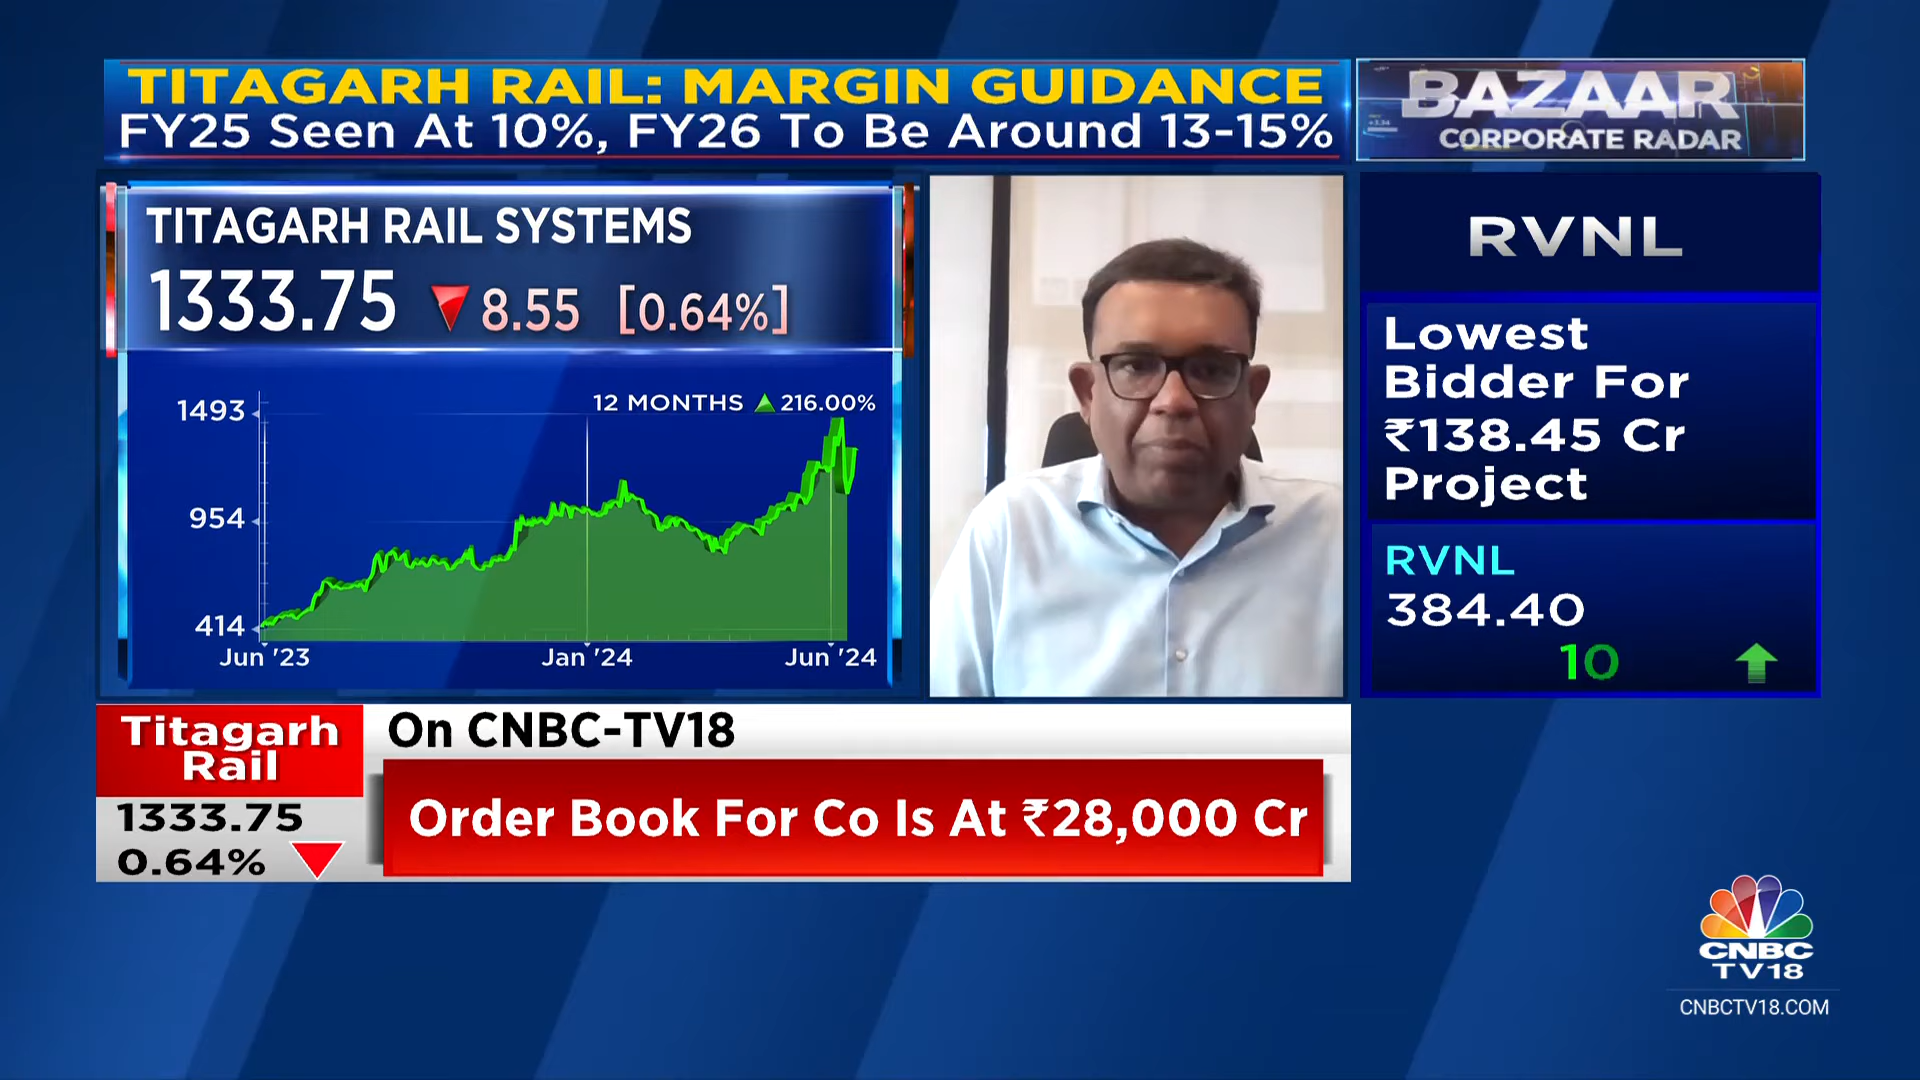 TITAGARH RAIL: MARGIN GUIDANCE
FY25 Seen At 10%, FY26 To Be Around 13-15%
BAZAAR
CORPORATE RADAR
TITAGARH RAIL SYSTEMS
1333.75 ▼ 8.55 [0.64%]
12 MONTHS ▲ 216.00%
1493
954
414
Jun '23 Jan '24 Jun '24
RVNL
Lowest
Bidder For
₹138.45 Cr
Project
RVNL
384.40
10
Titagarh
Rail
1333.75
0.64%
On CNBC-TV18
Order Book For Co Is At ₹28,000 Cr
CNBC
TV18
CNBCTV18.COM